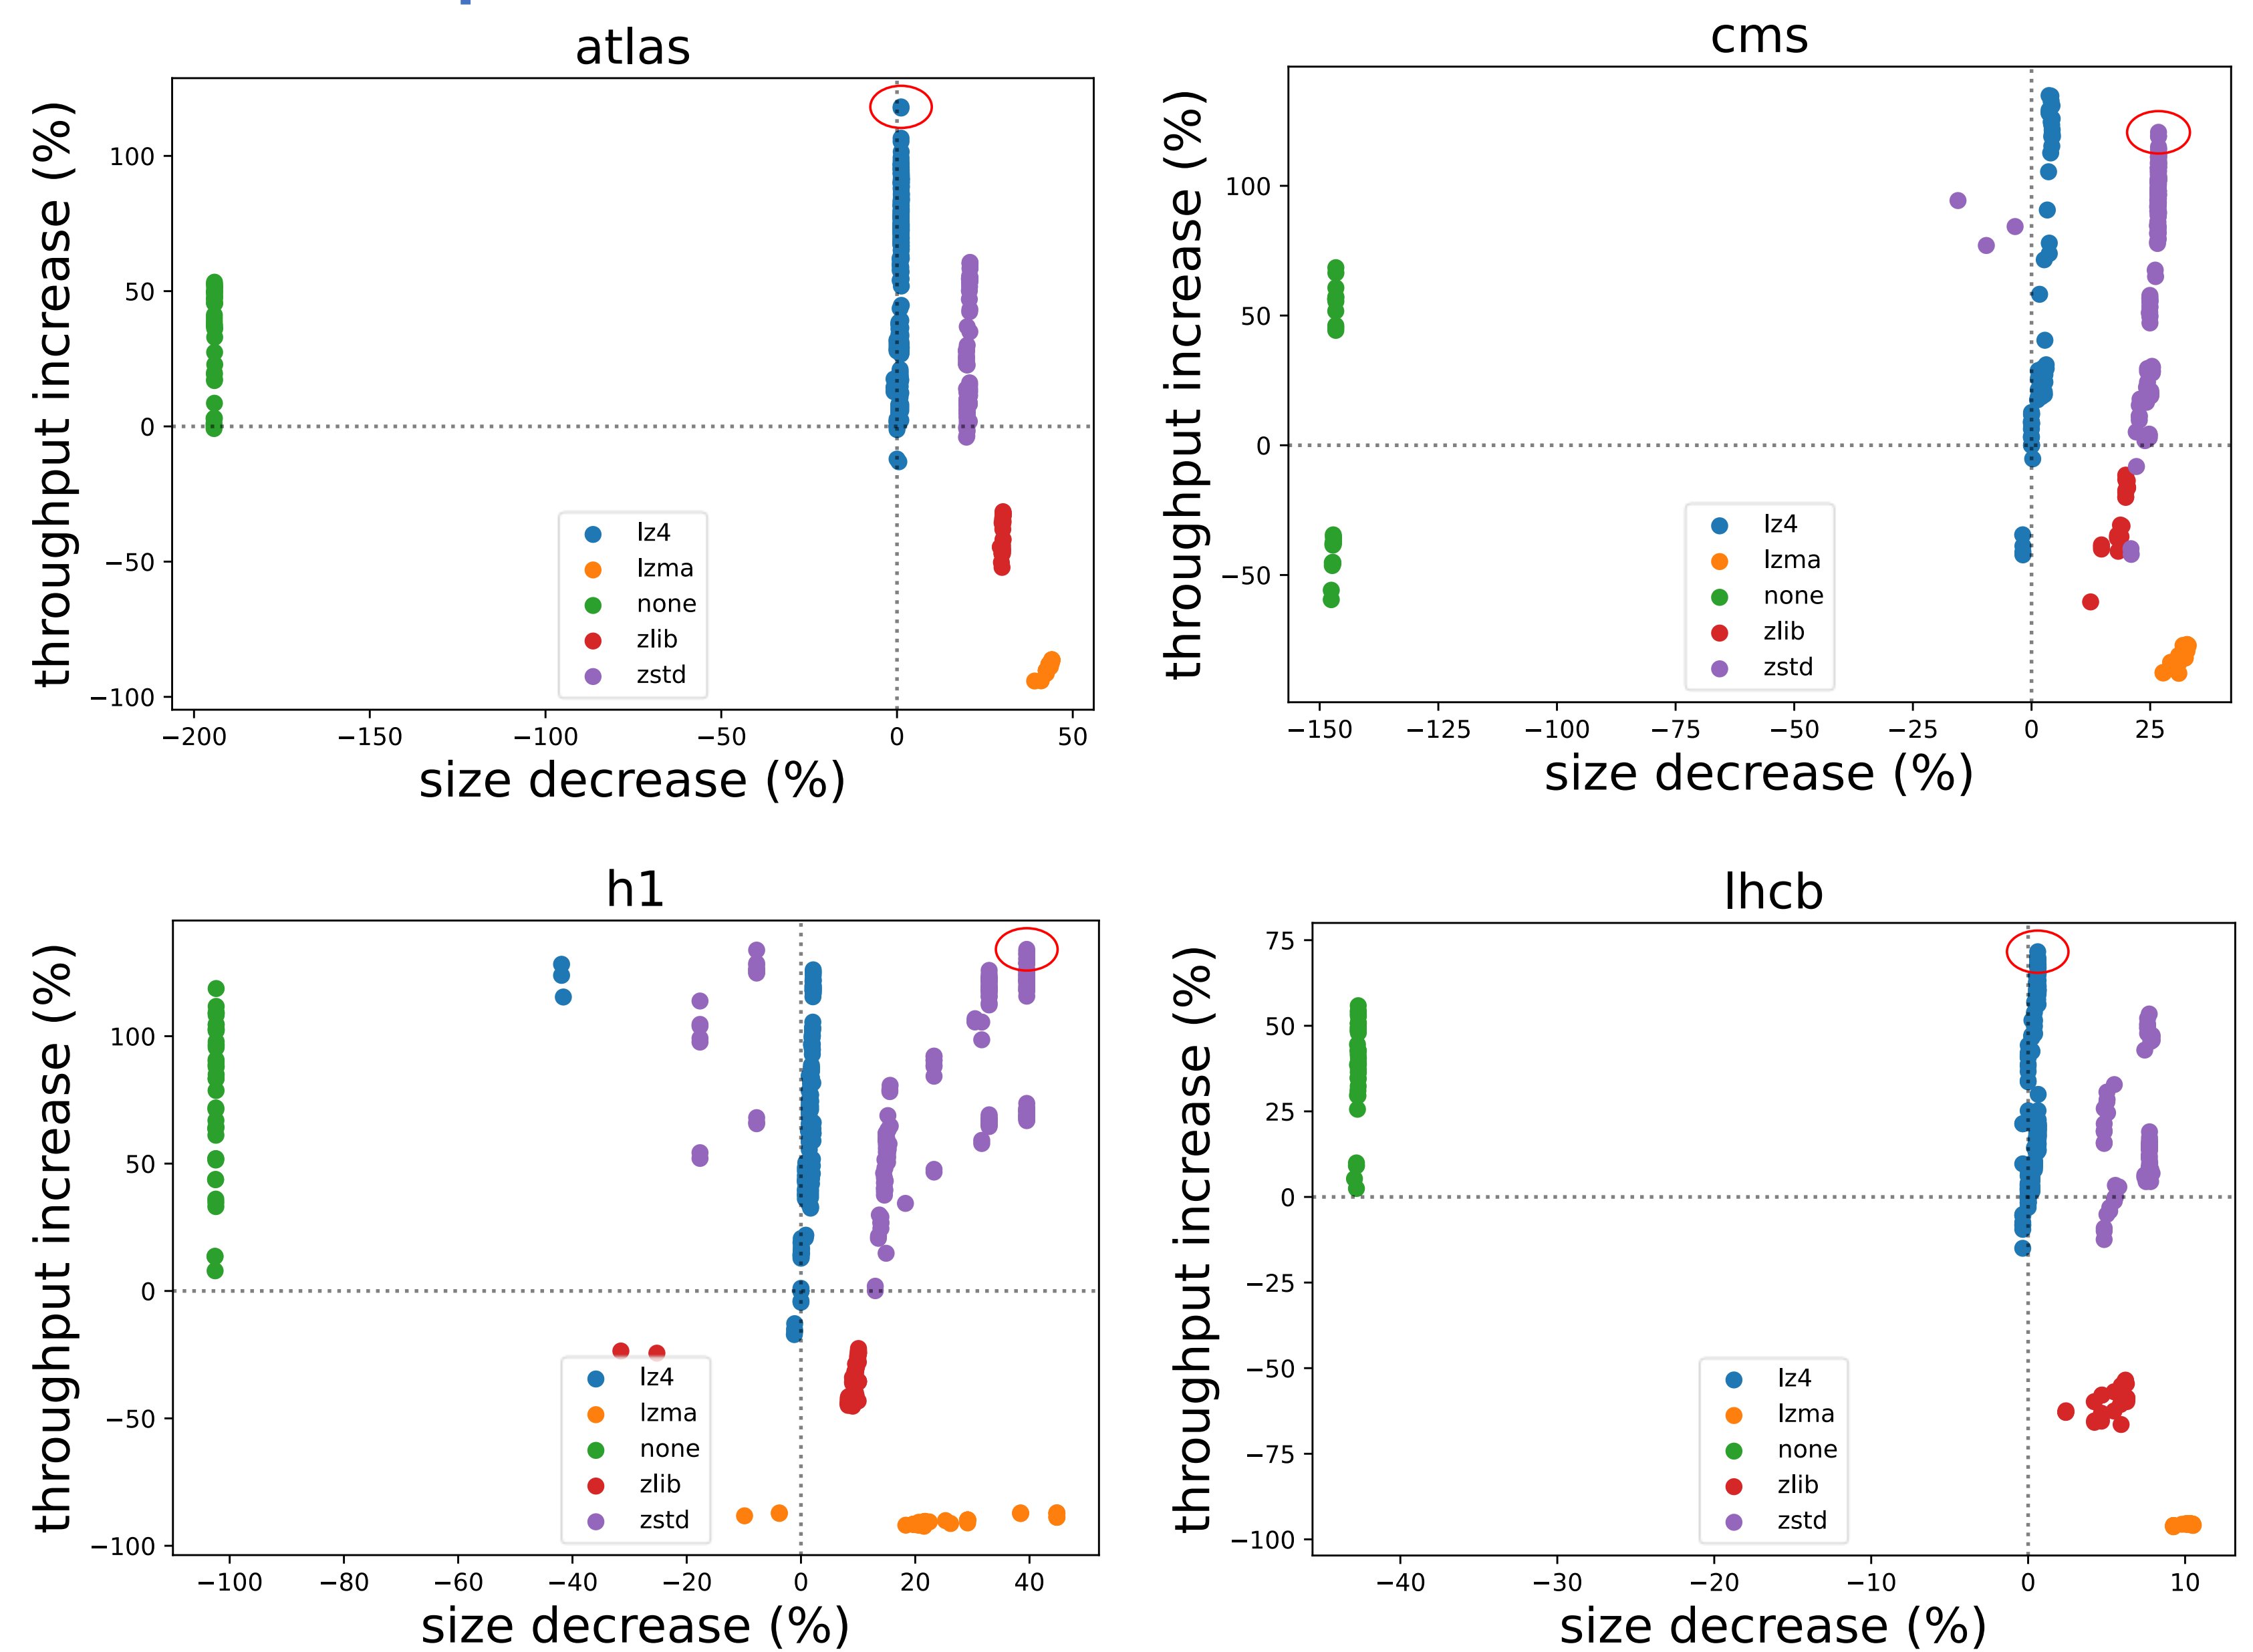 atlas
throughput increase (%)
100
50
0
−50
−100
−200
−150
−100
−50
0
50
size decrease (%)
lz4
lzma
none
zlib
zstd
cms
throughput increase (%)
100
50
0
−50
−150
−125
−100
−75
−50
−25
0
25
size decrease (%)
lz4
lzma
none
zlib
zstd
h1
throughput increase (%)
100
50
0
−50
−100
−100
−80
−60
−40
−20
0
20
40
size decrease (%)
lz4
lzma
none
zlib
zstd
lhcb
throughput increase (%)
75
50
25
0
−25
−50
−75
−100
−40
−30
−20
−10
0
10
size decrease (%)
lz4
lzma
none
zlib
zstd